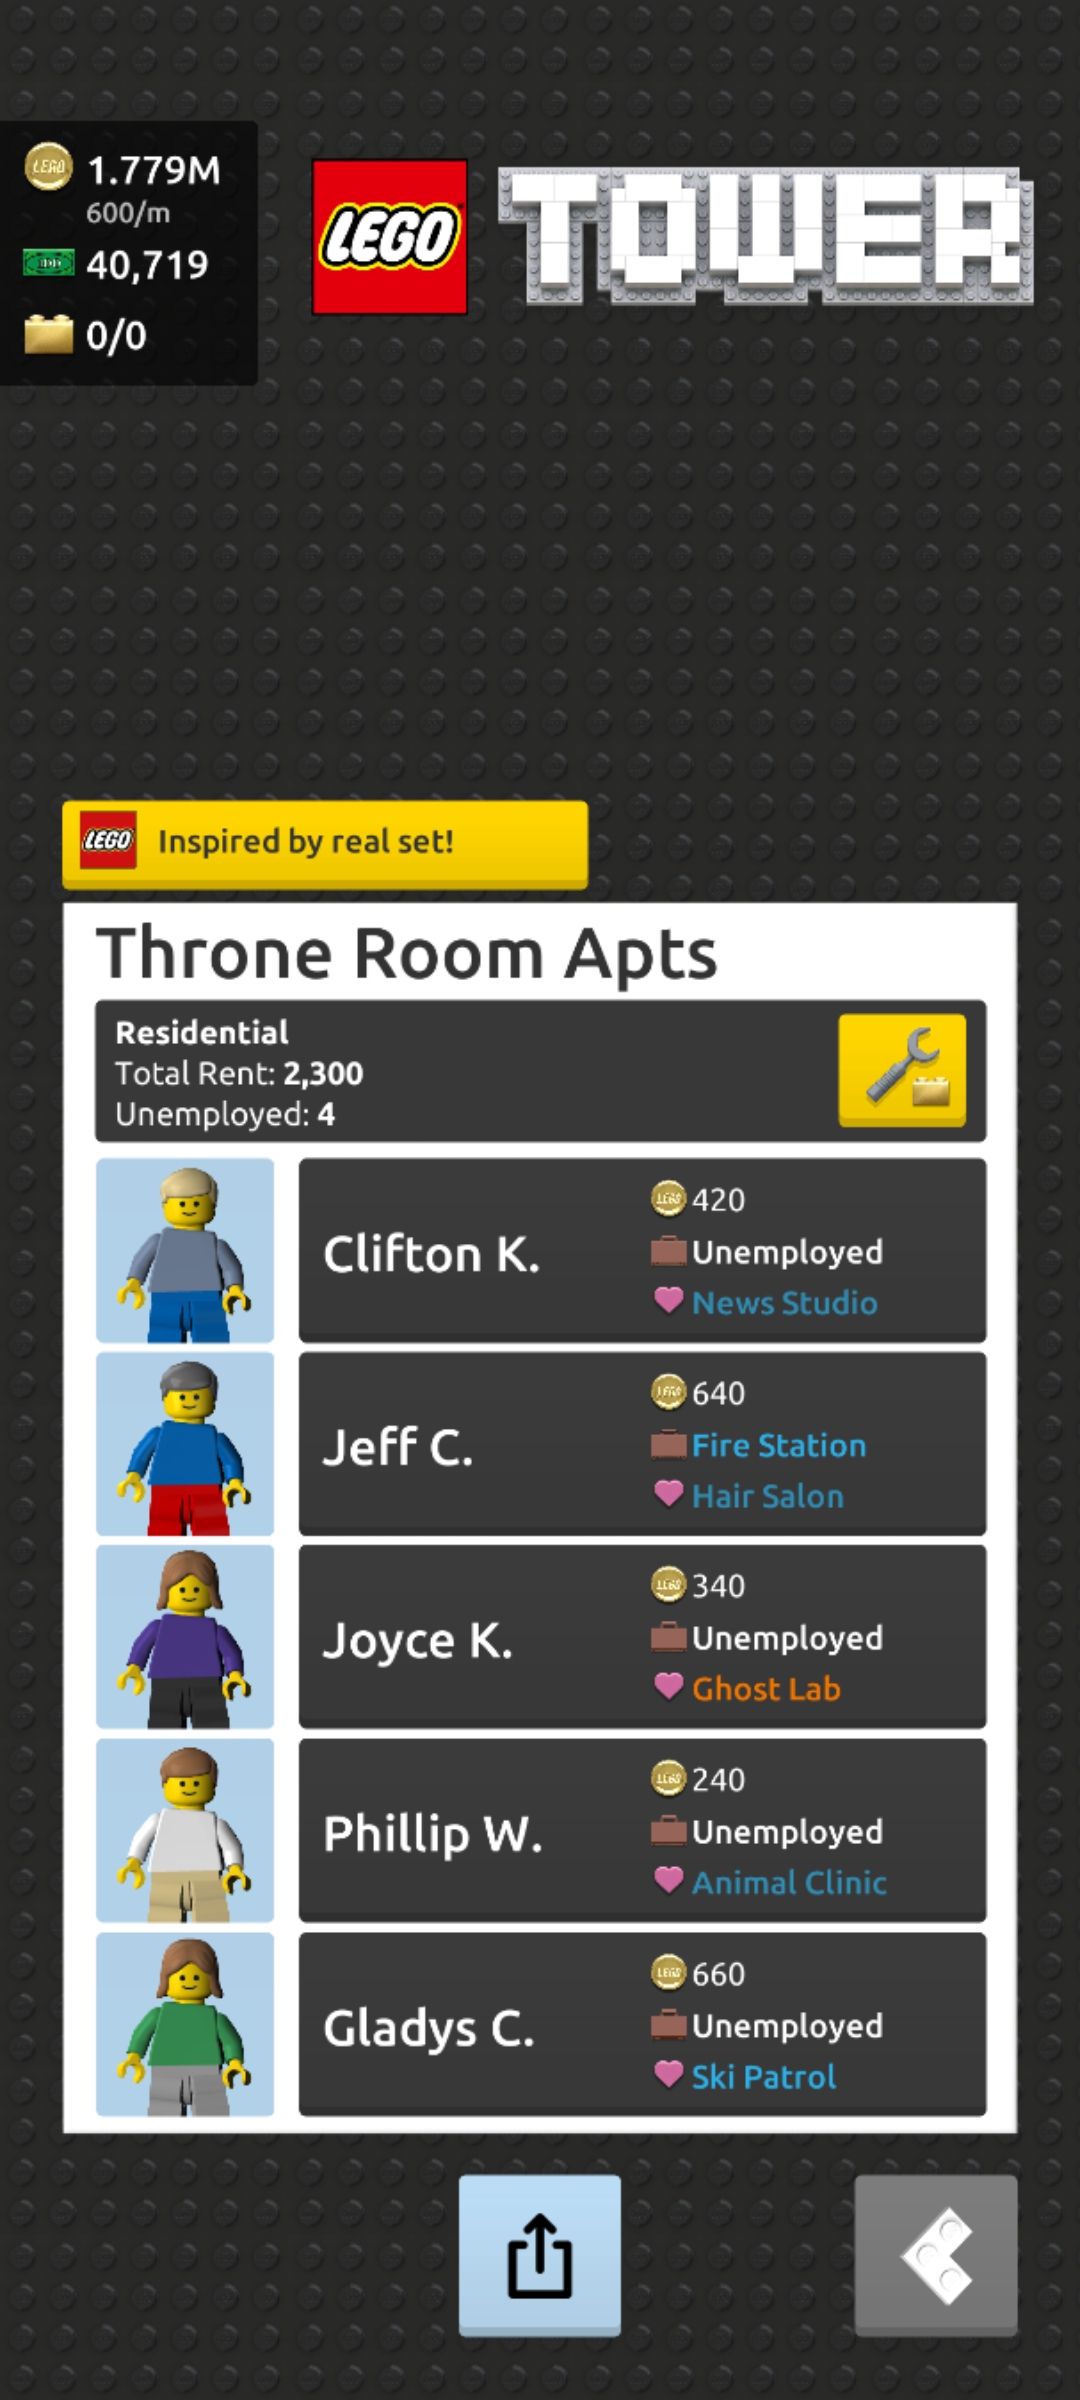 1.779M
600/m
40,719
0/0
LEGO TOWER
LEGO Inspired by real set!
Throne Room Apts
Residential
Total Rent: 2,300
Unemployed: 4
Clifton K.
420
Unemployed
News Studio
Jeff C.
640
Fire Station
Hair Salon
Joyce K.
340
Unemployed
Ghost Lab
Phillip W.
240
Unemployed
Animal Clinic
Gladys C.
660
Unemployed
Ski Patrol